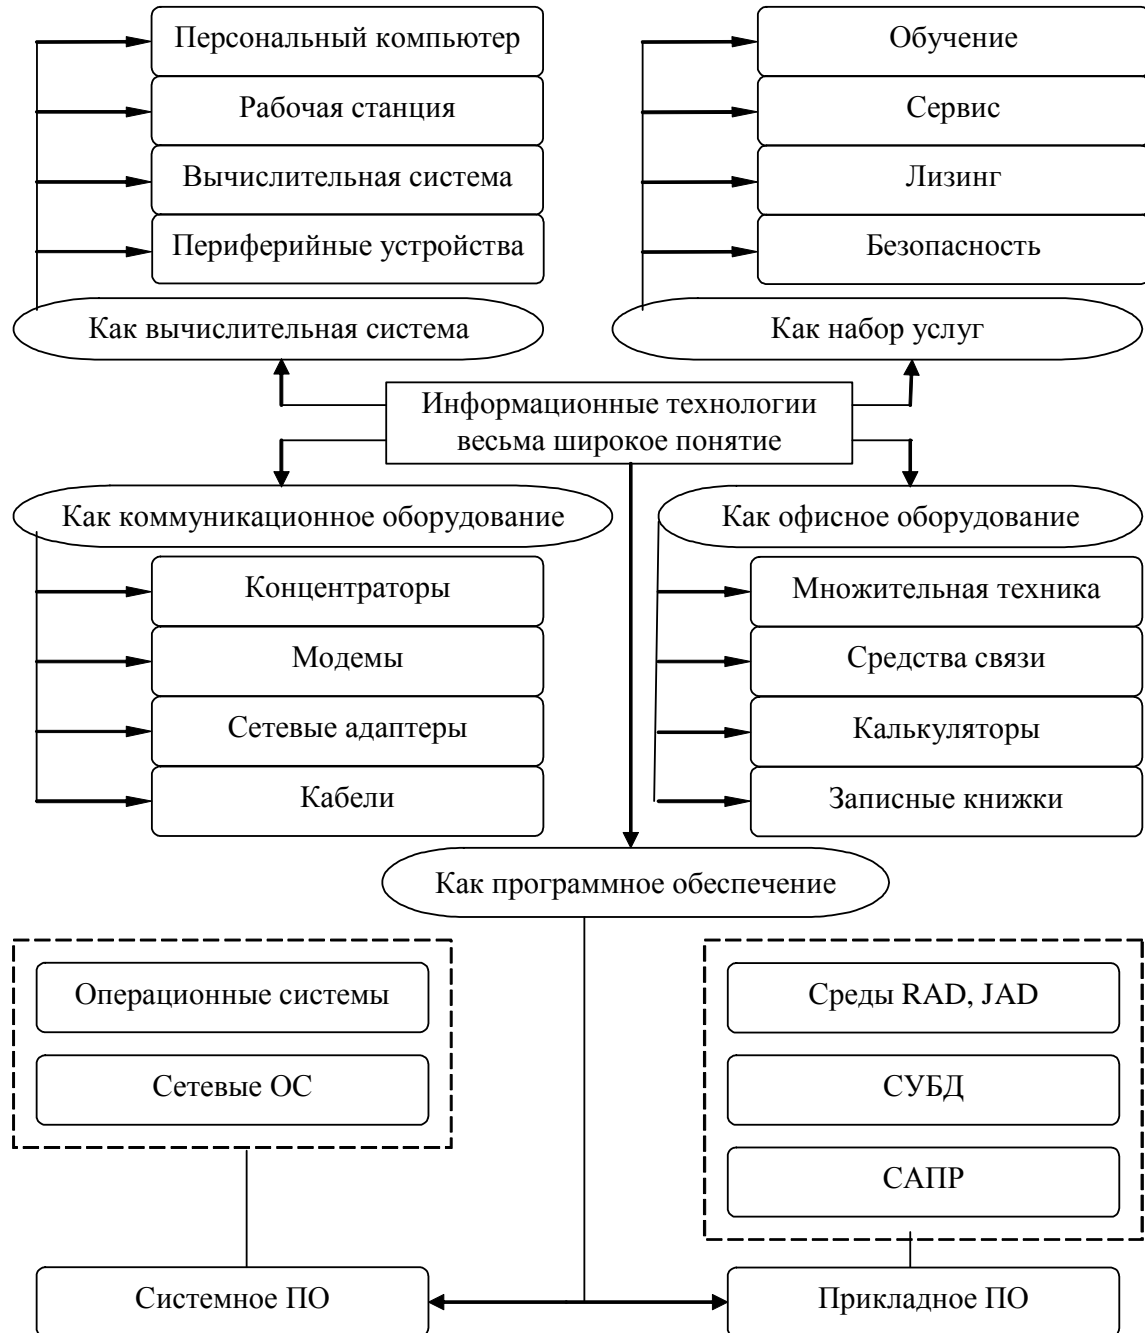 Персональный компьютер
Рабочая станция
Вычислительная система
Периферийные устройства
Как вычислительная система
Обучение
Сервис
Лизинг
Безопасность
Как набор услуг
Информационные технологии
весьма широкое понятие
Как коммуникационное оборудование
Концентраторы
Модемы
Сетевые адаптеры
Кабели
Как офисное оборудование
Множительная техника
Средства связи
Калькуляторы
Записные книжки
Как программное обеспечение
Операционные системы
Сетевые ОС
Системное ПО
Среды RAD, JAD
СУБД
САПР
Прикладное ПО